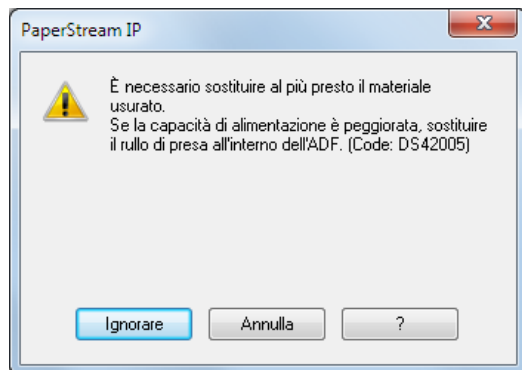 PaperStream IP
È necessario sostituire al più presto il materiale
usurato.
Se la capacità di alimentazione è peggiorata, sostituire
il rullo di presa all'interno dell'ADF. (Code: DS42005)
Ignorare
Annulla
?